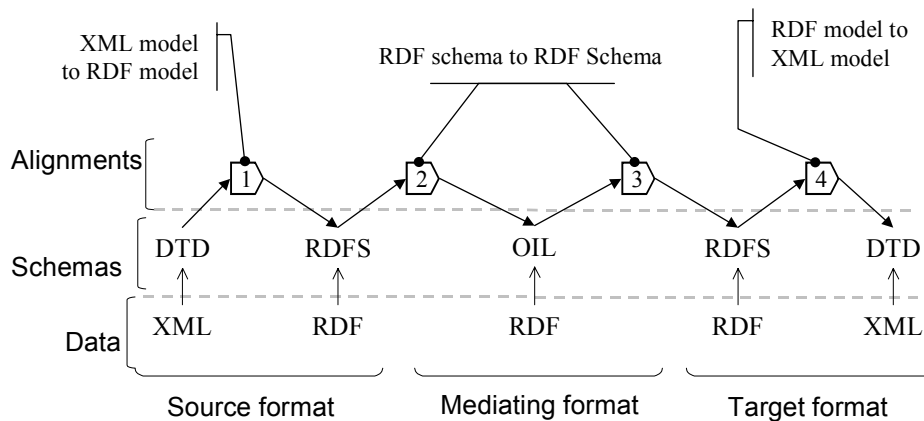 XML model
to RDF model
RDF schema to RDF Schema
RDF model to
XML model
Alignments
1
2
3
4
Schemas
DTD
RDFS
OIL
RDFS
DTD
Data
XML
RDF
RDF
RDF
XML
Source format
Mediating format
Target format